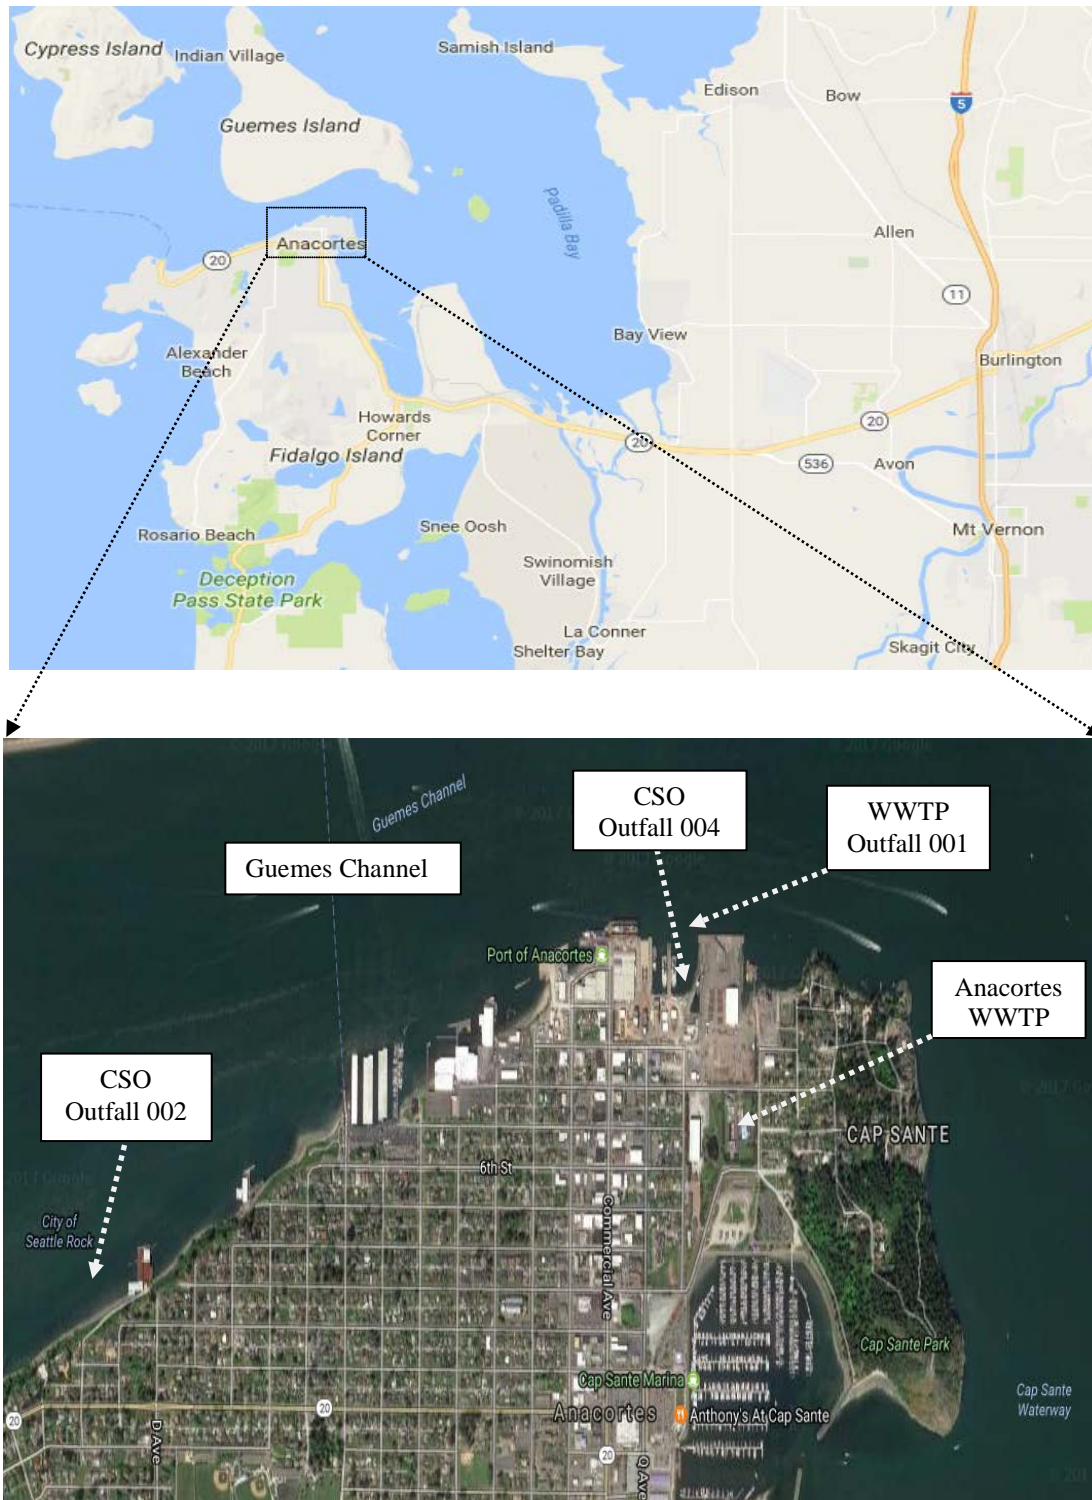 Cypress Island
Indian Village
Samish Island
Edison
Bow
5
Guemes Island
Padilla Bay
Allen
Anacortes
20
11
Bay View
Alexander
Beach
Burlington
Howards
Corner
20
20
536
Avon
Fidalgo Island
Rosario Beach
Snee Oosh
Mt Vernon
Swinomish
Village
Deception
Pass State Park
La Conner
Shelter Bay
Skagit City
Guemes Channel
CSO
Outfall 004
WWTP
Outfall 001
Guemes Channel
Port of Anacortes
Anacortes
WWTP
CSO
Outfall 002
CAP SANTE
6th St
City of
Seattle Rock
Commercial Ave
Cap Sante Park
Cap Sante Marina
Cap Sante
Waterway
Anacortes
Anthony's At Cap Sante
20
20
D Ave
20
Q Ave